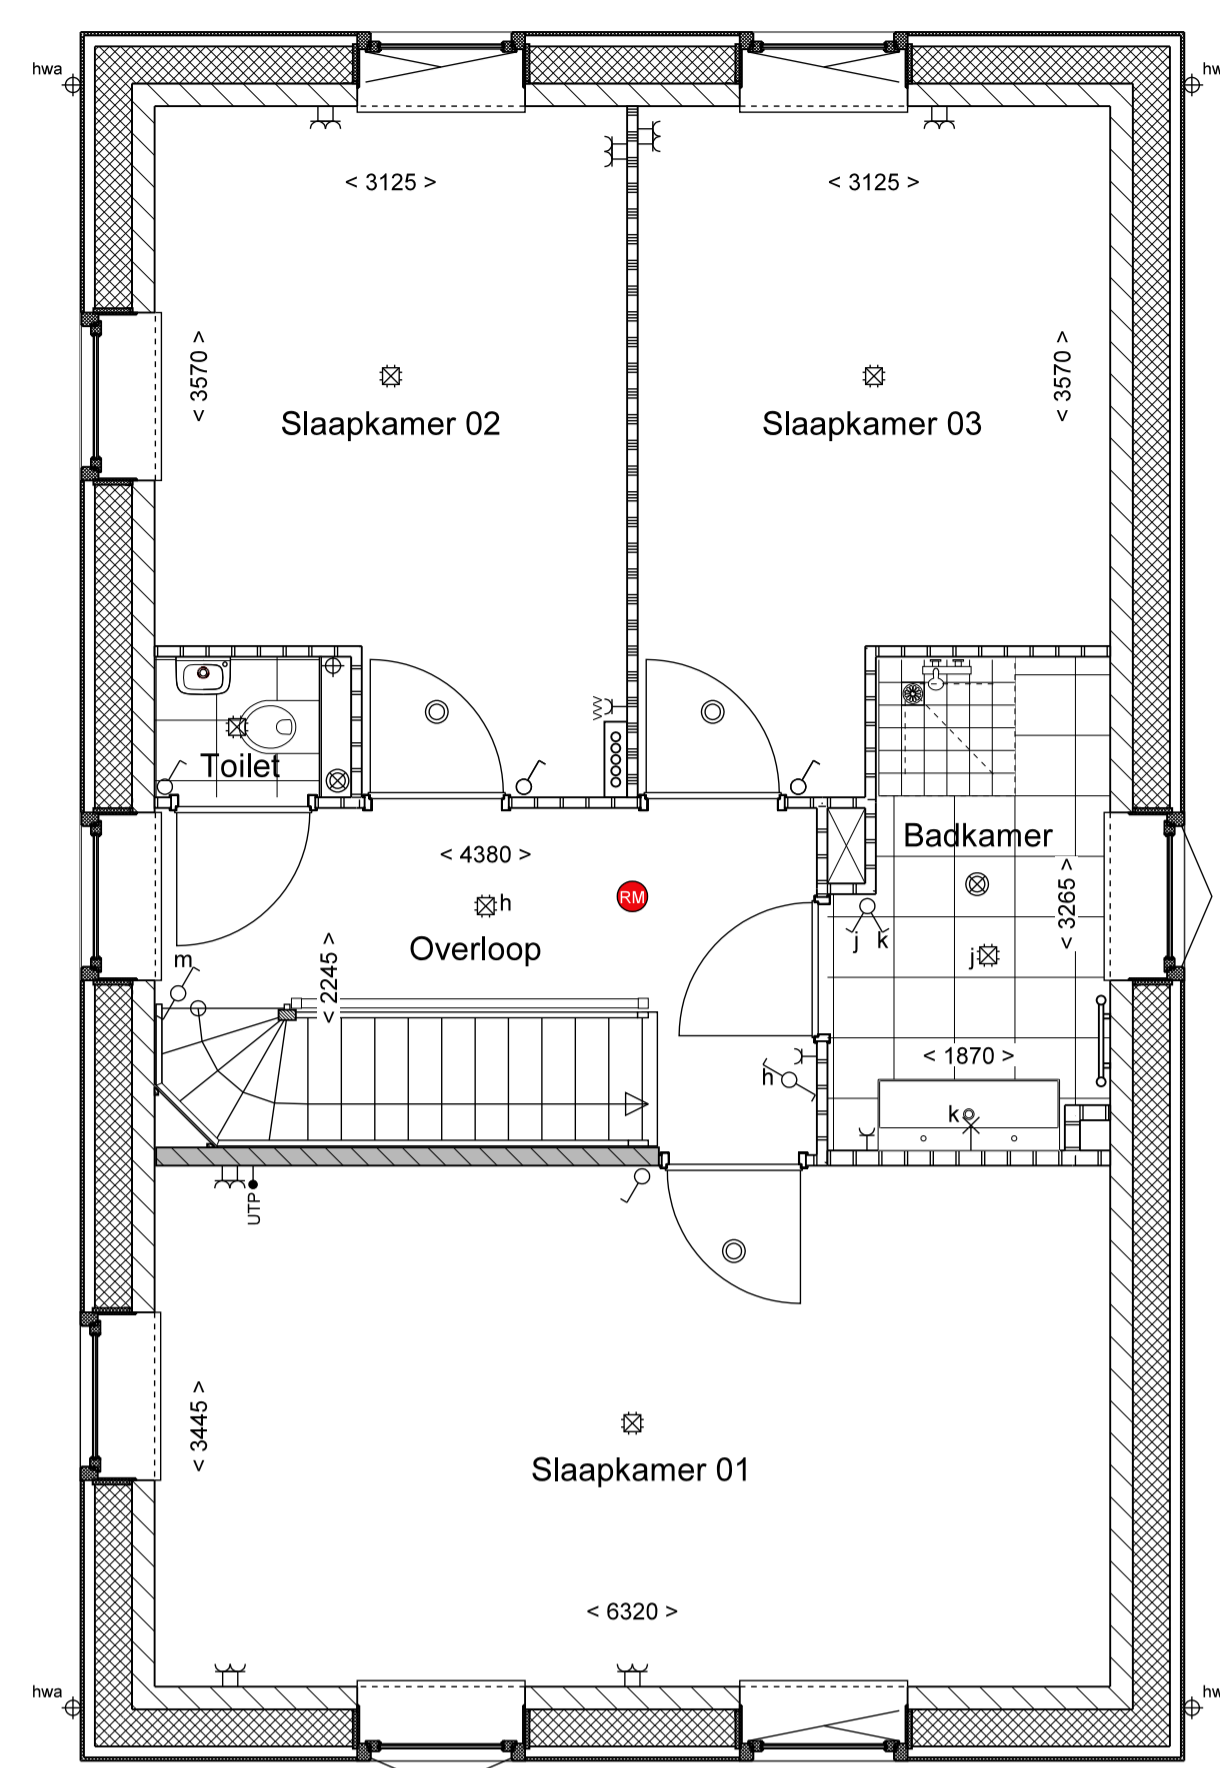 hwa
hw
< 3125 >
< 3125 >
< 3570 >
< 3570 >
Slaapkamer 02
Slaapkamer 03
Toilet
Badkamer
< 4380 >
RM
h
< 3265 >
j k
Overloop
j
m
< 2245 >
< 1870 >
h
k
UTP
< 3445 >
Slaapkamer 01
< 6320 >
hwa
hw